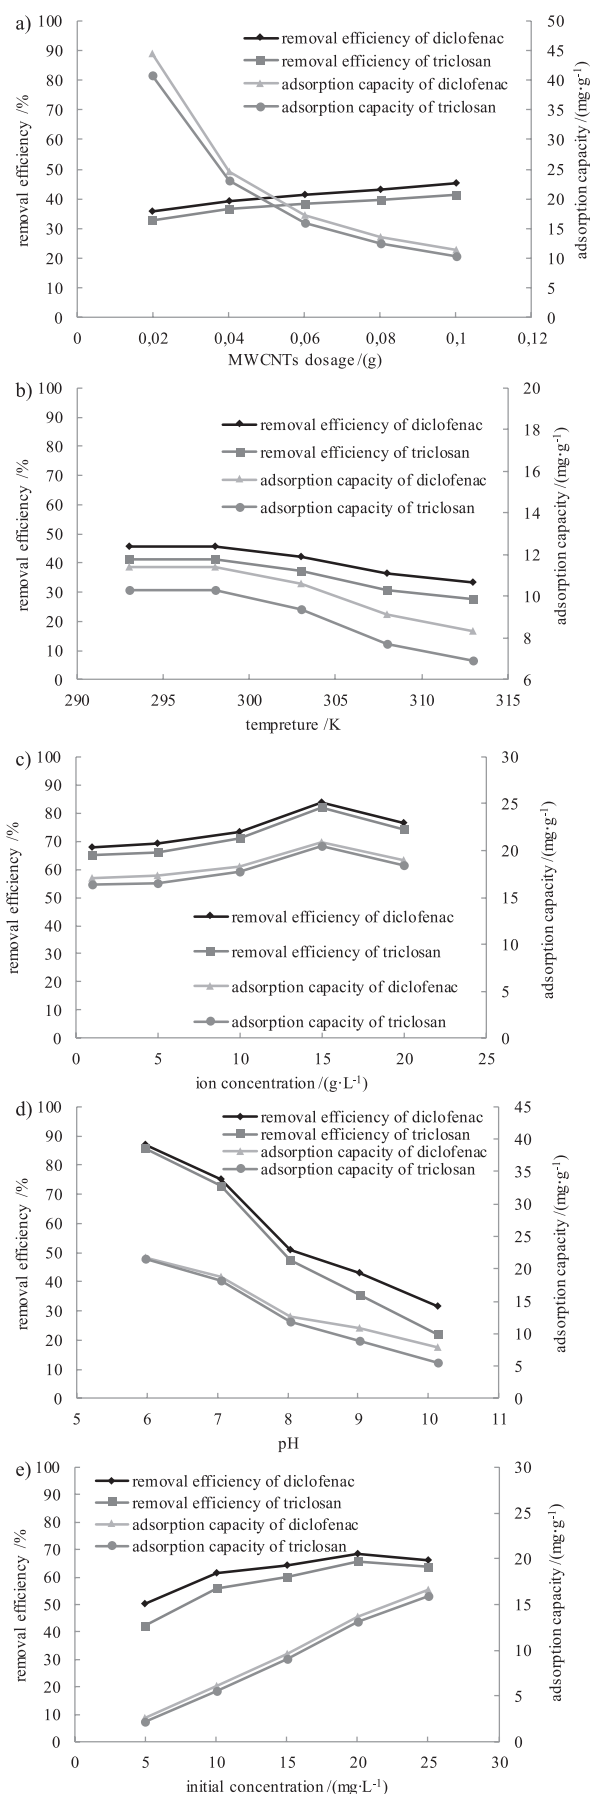 a)
100
90
80
70
60
50
40
30
20
10
0
removal efficiency /%
removal efficiency of diclofenac
removal efficiency of triclosan
adsorption capacity of diclofenac
adsorption capacity of triclosan
50
45
40
35
30
25
20
15
10
5
0
adsorption capacity /(mg·g-1)
0 0,02 0,04 0,06 0,08 0,1 0,12
MWCNTs dosage /(g)
b)
100
90
80
70
60
50
40
30
20
10
0
removal efficiency /%
removal efficiency of diclofenac
removal efficiency of triclosan
adsorption capacity of diclofenac
adsorption capacity of triclosan
20
18
16
14
12
10
8
6
adsorption capacity /(mg·g-1)
290 295 300 305 310 315
tempreture /K
c)
100
90
80
70
60
50
40
30
20
10
0
removal efficiency /%
removal efficiency of diclofenac
removal efficiency of triclosan
adsorption capacity of diclofenac
adsorption capacity of triclosan
30
25
20
15
10
5
0
adsorption capacity /(mg·g-1)
0 5 10 15 20 25
ion concentration /(g·L-1)
d)
100
90
80
70
60
50
40
30
20
10
0
removal efficiency /%
removal efficiency of diclofenac
removal efficiency of triclosan
adsorption capacity of diclofenac
adsorption capacity of triclosan
45
40
35
30
25
20
15
10
5
0
adsorption capacity /(mg·g-1)
5 6 7 8 9 10 11
pH
e)
100
90
80
70
60
50
40
30
20
10
0
removal efficiency /%
removal efficiency of diclofenac
removal efficiency of triclosan
adsorption capacity of diclofenac
adsorption capacity of triclosan
30
25
20
15
10
5
0
adsorption capacity /(mg·g-1)
0 5 10 15 20 25 30
initial concentration /(mg·L-1)